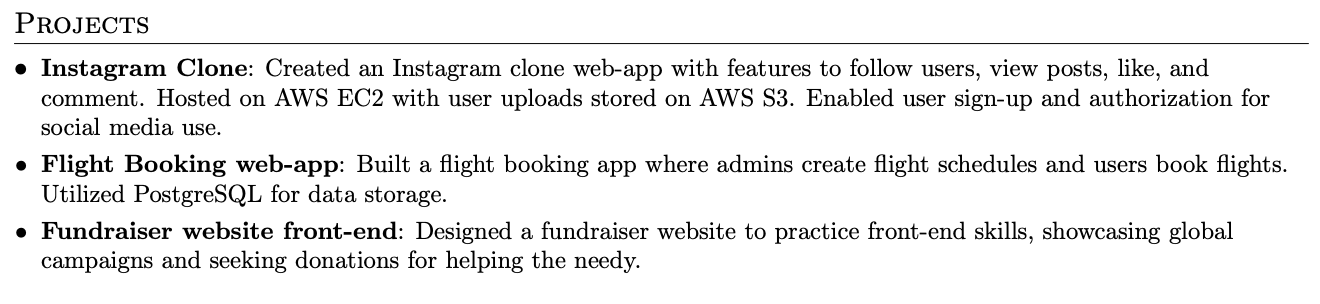 PROJECTS
• Instagram Clone: Created an Instagram clone web-app with features to follow users, view posts, like, and
comment. Hosted on AWS EC2 with user uploads stored on AWS S3. Enabled user sign-up and authorization for
social media use.
• Flight Booking web-app: Built a flight booking app where admins create flight schedules and users book flights.
Utilized PostgreSQL for data storage.
• Fundraiser website front-end: Designed a fundraiser website to practice front-end skills, showcasing global
campaigns and seeking donations for helping the needy.